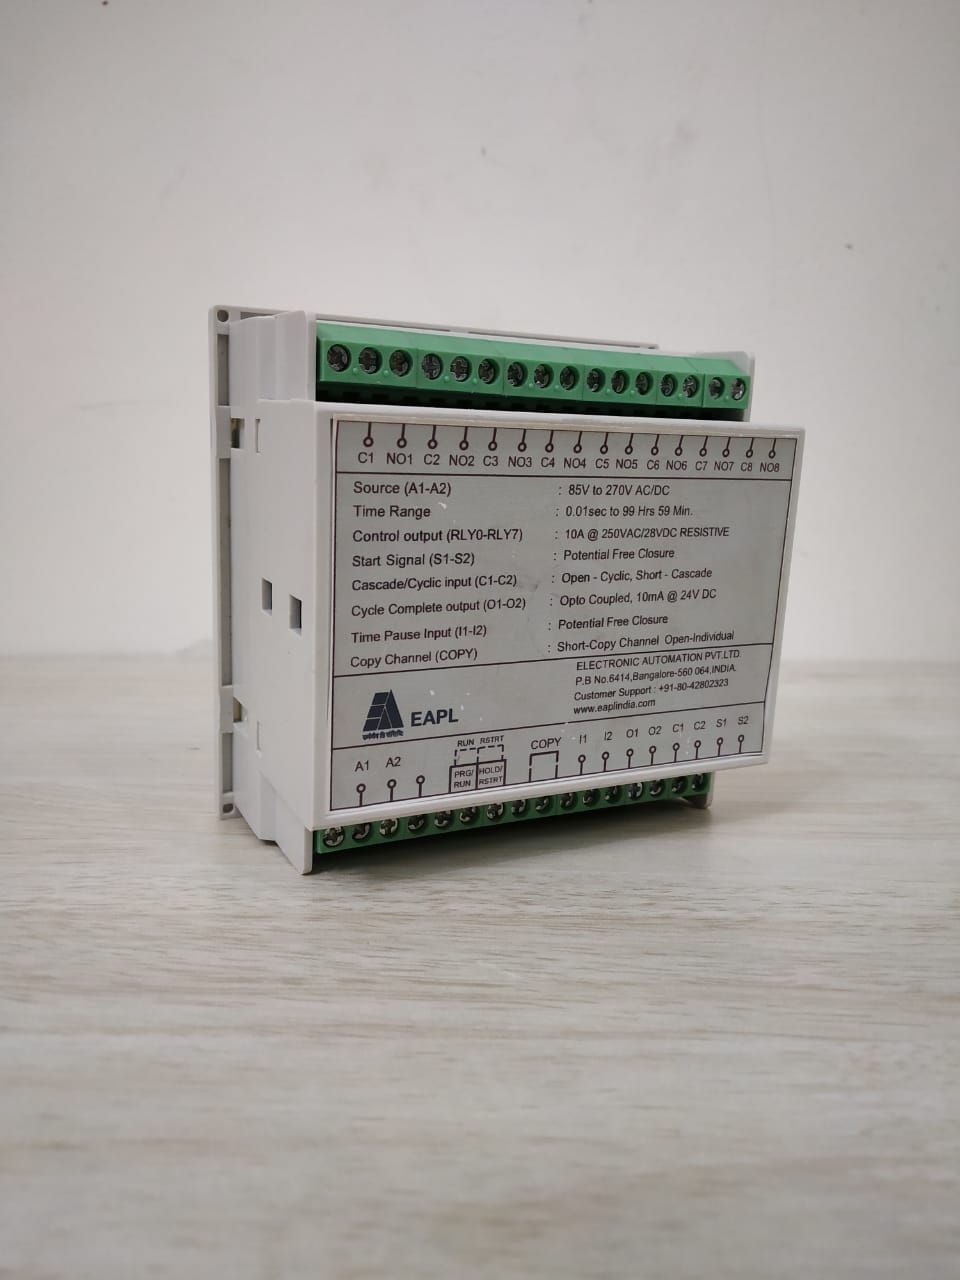 C1 NO1 C2 NO2 C3 NO3 C4 NO4 C5 NO5 C6 NO6 C7 NO7 C8 NO8
Source (A1-A2) : 85V to 270V AC/DC
Time Range : 0.01sec to 99 Hrs 59 Min.
Control output (RLY0-RLY7) : 10A @ 250VAC/28VDC RESISTIVE
Start Signal (S1-S2) : Potential Free Closure
Cascade/Cyclic input (C1-C2) : Open - Cyclic, Short - Cascade
Cycle Complete output (O1-O2) : Opto Coupled, 10mA @ 24V DC
Time Pause Input (I1-I2) : Potential Free Closure
Copy Channel (COPY) : Short-Copy Channel Open-Individual
EAPL
ELECTRONIC AUTOMATION PVT.LTD.
P.B No.6414,Bangalore-560 064,INDIA.
Customer Support : +91-80-42802323
www.eaplindia.com
A1 A2
RUN RSTRT
PRG/ HOLD/
RUN RSTRT
COPY I1 I2 O1 O2 C1 C2 S1 S2